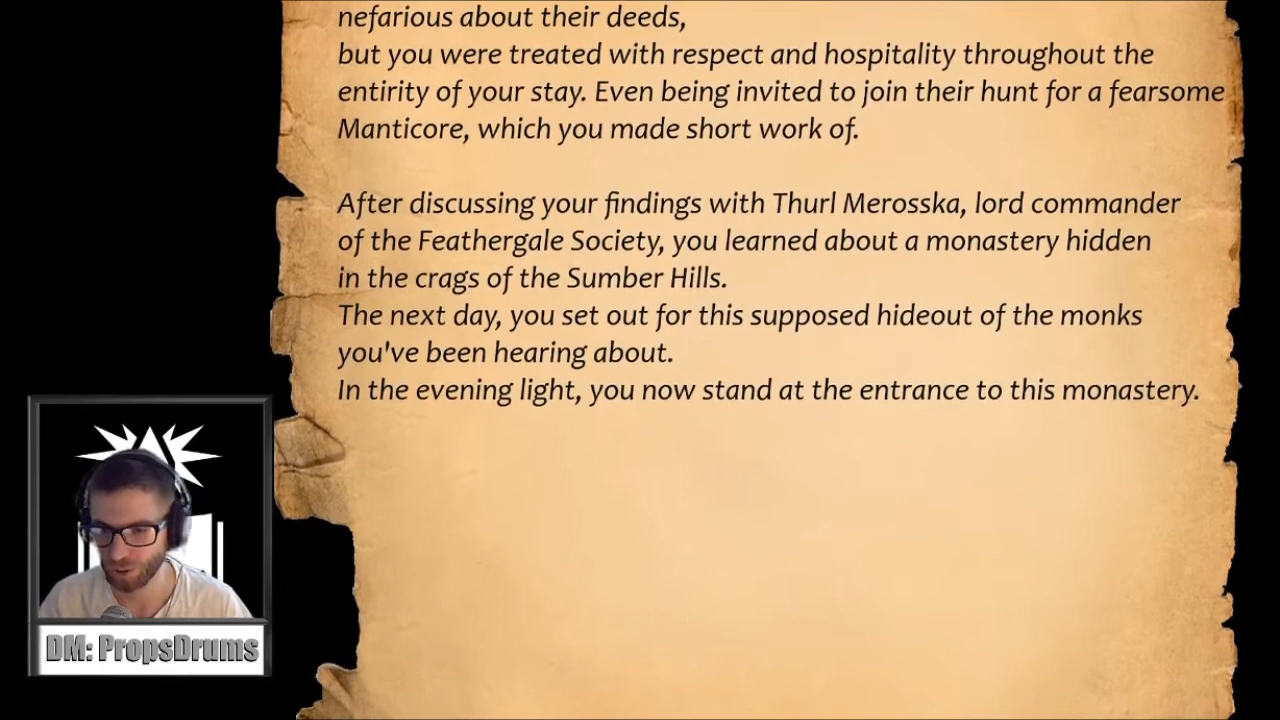 nefarious about their deeds,
but you were treated with respect and hospitality throughout the
entirity of your stay. Even being invited to join their hunt for a fearsome
Manticore, which you made short work of.
After discussing your findings with Thurl Merosska, lord commander
of the Feathergale Society, you learned about a monastery hidden
in the crags of the Sumber Hills.
The next day, you set out for this supposed hideout of the monks
you've been hearing about.
In the evening light, you now stand at the entrance to this monastery.
DM: PropsDrums